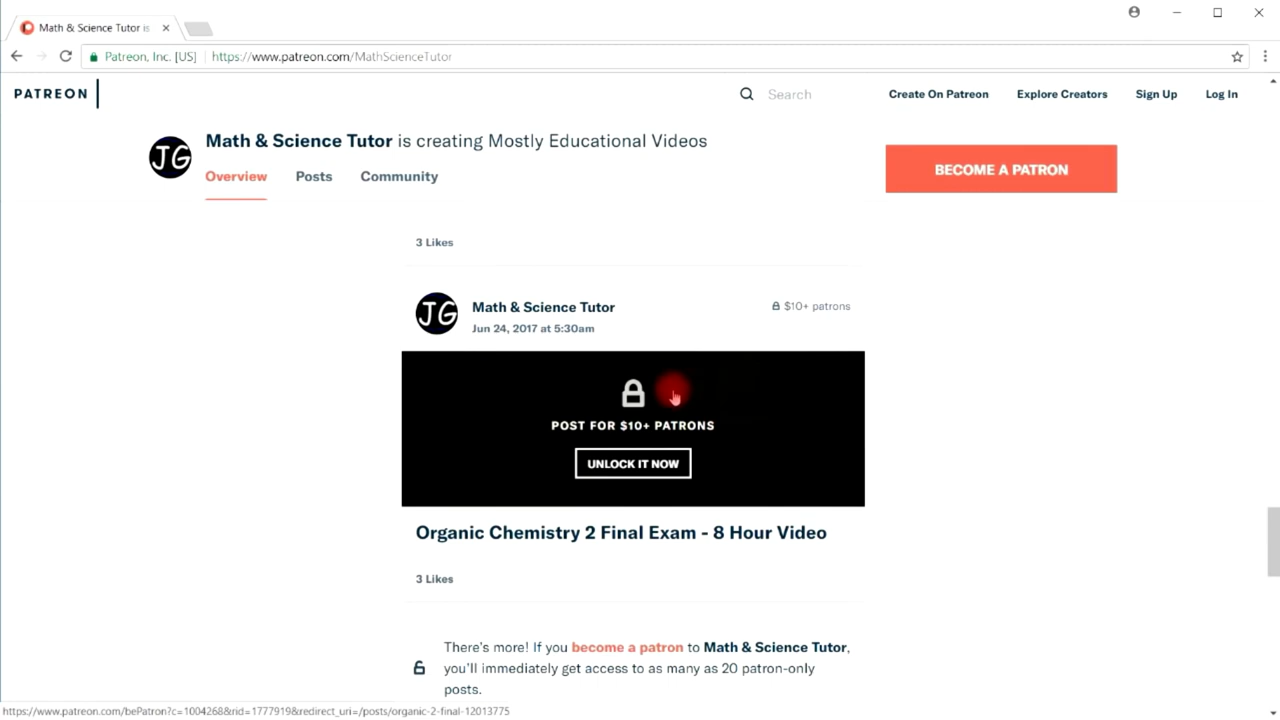 Math & Science Tutor is
Patreon, Inc. [US] https://www.patreon.com/MathScienceTutor
PATREON
Search
Create On Patreon
Explore Creators
Sign Up
Log In
JG
Math & Science Tutor is creating Mostly Educational Videos
Overview
Posts
Community
BECOME A PATRON
3 Likes
JG
Math & Science Tutor
$10+ patrons
Jun 24, 2017 at 5:30am
POST FOR $10+ PATRONS
UNLOCK IT NOW
Organic Chemistry 2 Final Exam - 8 Hour Video
3 Likes
There's more! If you become a patron to Math & Science Tutor,
you'll immediately get access to as many as 20 patron-only
posts.
https://www.patreon.com/bePatron?c=1004268&rid=1777919&redirect_uri=/posts/organic-2-final-12013775